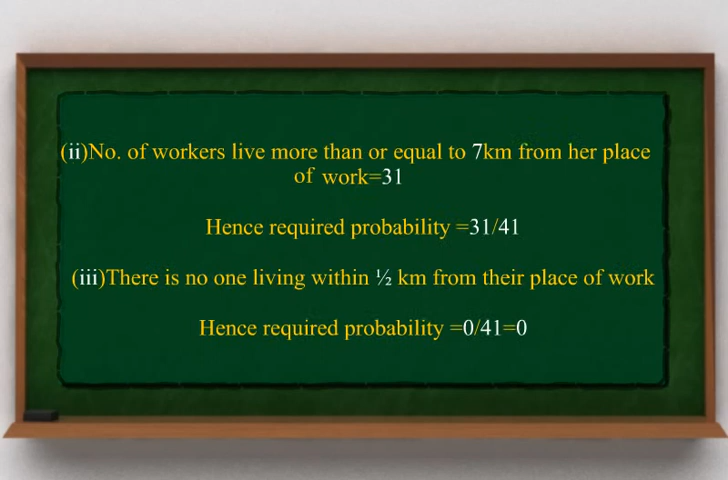 (ii)No. of workers live more than or equal to 7km from her place
of work=31
Hence required probability =31/41
(iii)There is no one living within ½ km from their place of work
Hence required probability =0/41=0